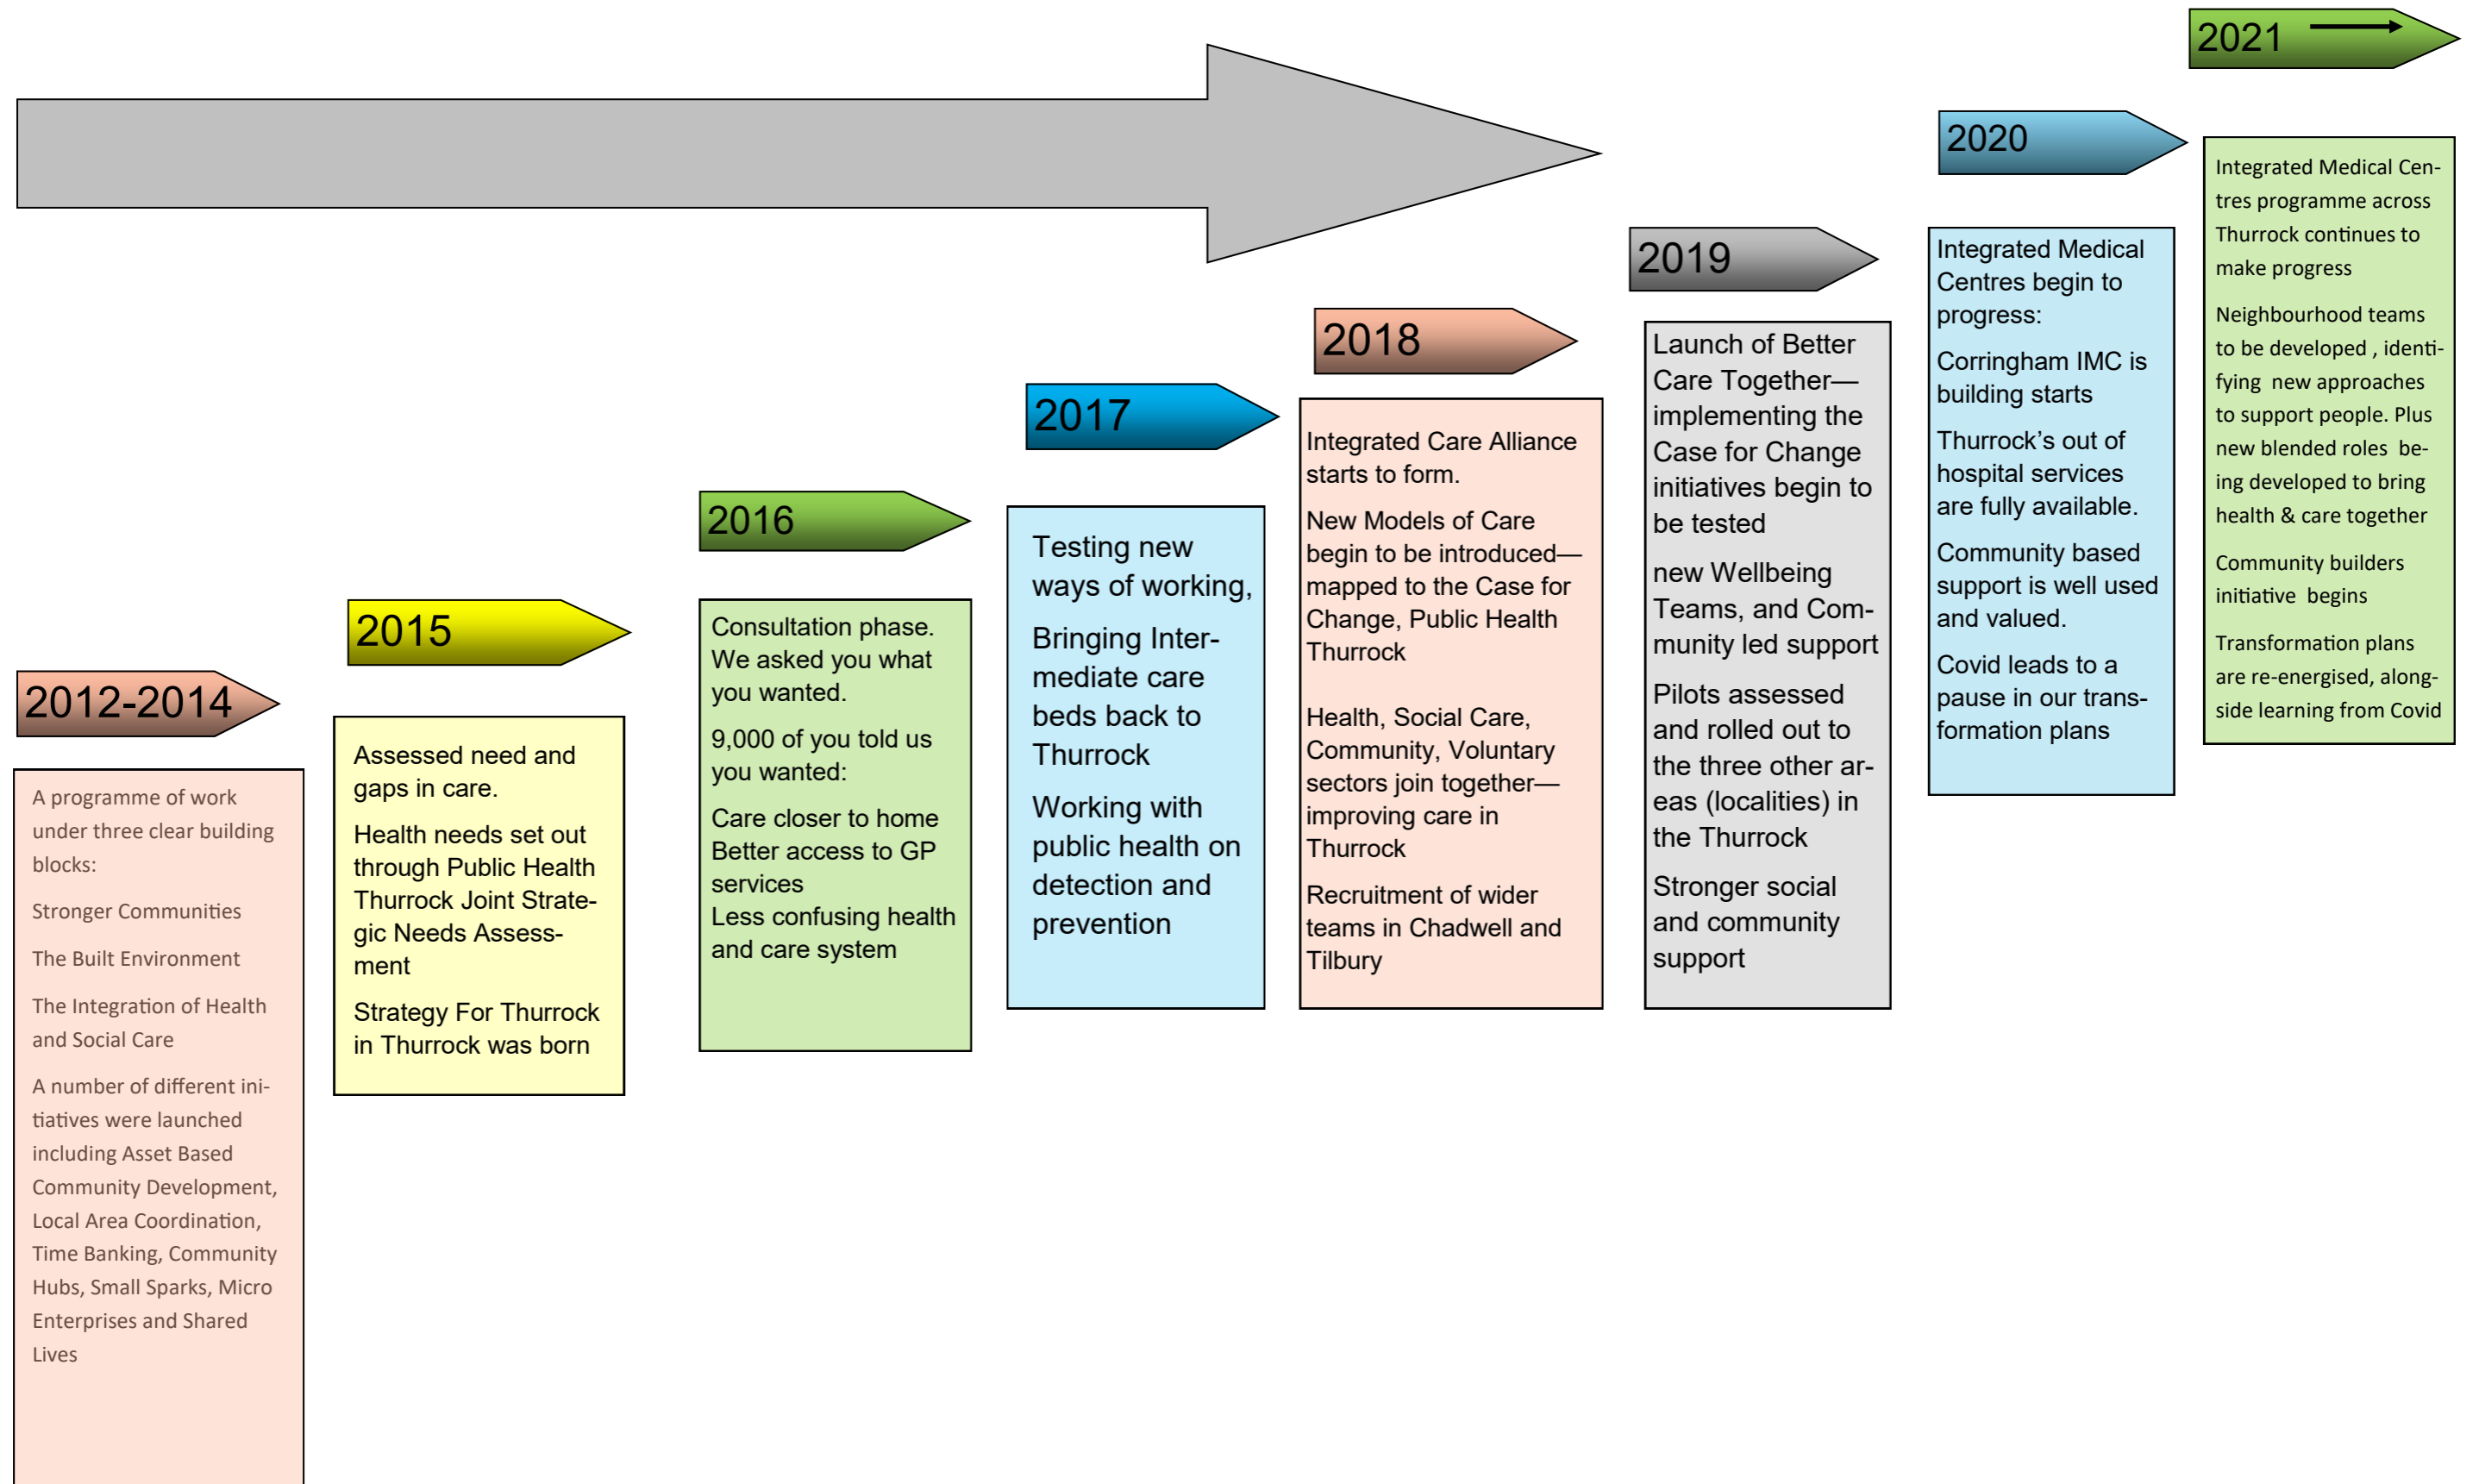 2012-2014
A programme of work
under three clear building
blocks:
Stronger Communities
The Built Environment
The Integration of Health
and Social Care
A number of different ini-
tiatives were launched
including Asset Based
Community Development,
Local Area Coordination,
Time Banking, Community
Hubs, Small Sparks, Micro
Enterprises and Shared
Lives
2015
Assessed need and
gaps in care.
Health needs set out
through Public Health
Thurrock Joint Strate-
gic Needs Assess-
ment
Strategy For Thurrock
in Thurrock was born
2016
Consultation phase.
We asked you what
you wanted.
9,000 of you told us
you wanted:
Care closer to home
Better access to GP
services
Less confusing health
and care system
2017
Testing new
ways of working,
Bringing Inter-
mediate care
beds back to
Thurrock
Working with
public health on
detection and
prevention
2018
Integrated Care Alliance
starts to form.
New Models of Care
begin to be introduced—
mapped to the Case for
Change, Public Health
Thurrock
Health, Social Care,
Community, Voluntary
sectors join together—
improving care in
Thurrock
Recruitment of wider
teams in Chadwell and
Tilbury
2019
Launch of Better
Care Together—
implementing the
Case for Change
initiatives begin to
be tested
new Wellbeing
Teams, and Com-
munity led support
Pilots assessed
and rolled out to
the three other ar-
eas (localities) in
the Thurrock
Stronger social
and community
support
2020
Integrated Medical
Centres begin to
progress:
Corringham IMC is
building starts
Thurrock’s out of
hospital services
are fully available.
Community based
support is well used
and valued.
Covid leads to a
pause in our trans-
formation plans
2021
Integrated Medical Cen-
tres programme across
Thurrock continues to
make progress
Neighbourhood teams
to be developed , identi-
fying  new approaches
to support people. Plus
new blended roles  be-
ing developed to bring
health & care together
Community builders
initiative  begins
Transformation plans
are re-energised, along-
side learning from Covid